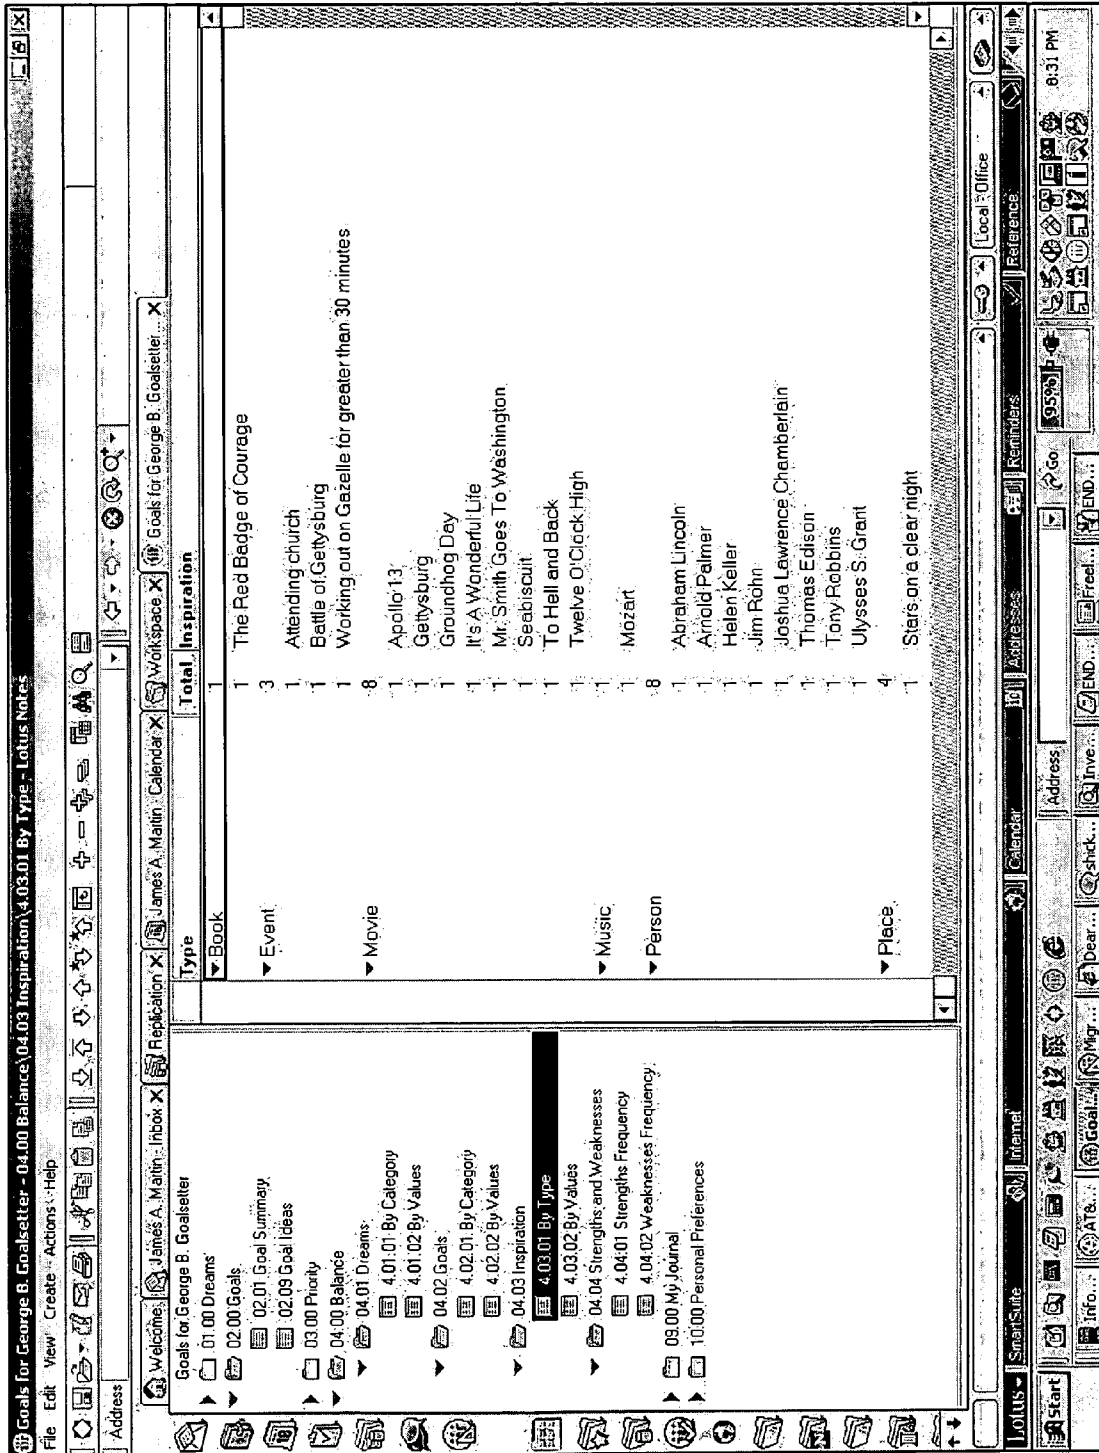 Goals for George B. Goalsetter - 04.00 Balance\04.03 Inspiration\4.03.01 By Type - Lotus Notes
File Edit View Create Actions Help
Address
Welcome James A. Martin - Inbox Replication James A. Martin - Calendar Workspace Goals for George B. Goalsetter...
Goals for George B. Goalsetter
01.00 Dreams
02.00 Goals
02.01 Goal Summary
02.09 Goal Ideas
03.00 Priority
04.00 Balance
04.01 Dreams
4.01.01 By Category
4.01.02 By Values
04.02 Goals
4.02.01 By Category
4.02.02 By Values
04.03 Inspiration
4.03.01 By Type
4.03.02 By Values
04.04 Strengths and Weaknesses
4.04.01 Strengths Frequency
4.04.02 Weaknesses Frequency
09.00 My Journal
10.00 Personal Preferences
Type Total Inspiration
Book 1
1 The Red Badge of Courage
Event 3
1 Attending church
1 Battle of Gettysburg
1 Working out on Gazelle for greater than 30 minutes
Movie 8
1 Apollo 13
1 Gettysburg
1 Groundhog Day
1 It's A Wonderful Life
1 Mr. Smith Goes To Washington
1 Seabiscuit
1 To Hell and Back
1 Twelve O'Clock High
Music 1
1 Mozart
Person 8
1 Abraham Lincoln
1 Arnold Palmer
1 Helen Keller
1 Jim Rohn
1 Joshua Lawrence Chamberlain
1 Thomas Edison
1 Tony Robbins
1 Ulysses S. Grant
Place 4
1 Stars on a clear night
Local - Office
Lotus SmartSuite Internet Calendar Addresses Reminders Reference
Start Address Go 95% 8:31 PM
Info... AT&... Goal... Migr... Dear... shick... Inve... END... Freel... END...